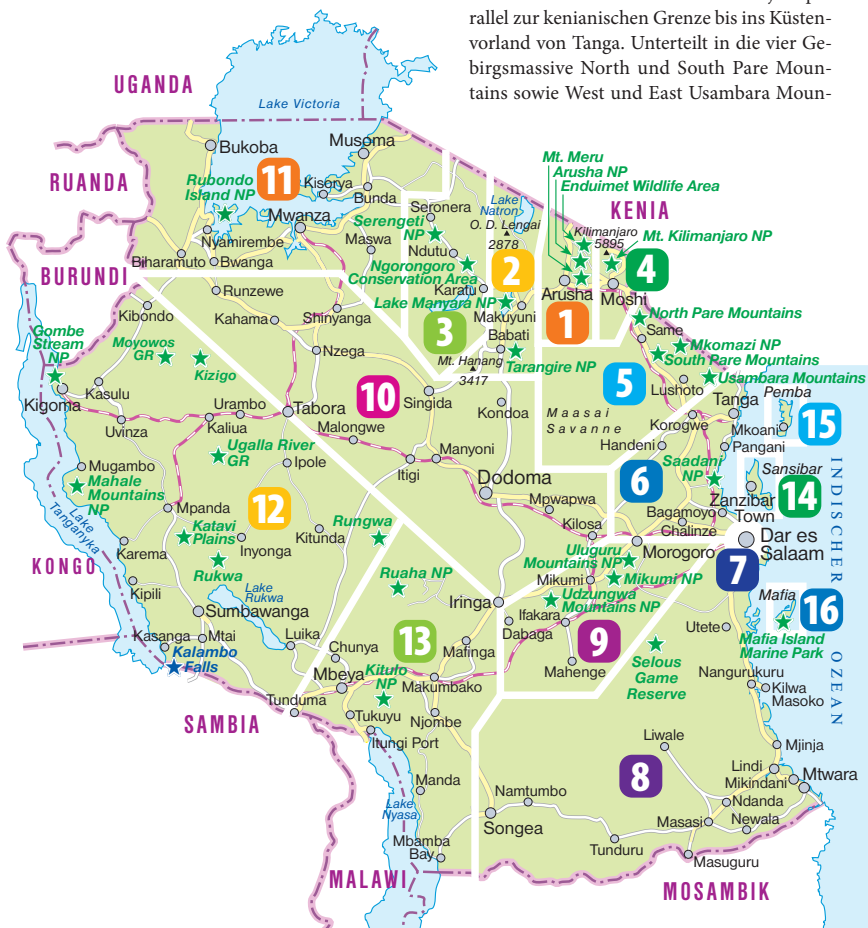 rallel zur kenianischen Grenze bis ins Küsten-
vorland von Tanga. Unterteilt in die vier Ge-
birgsmassive North und South Pare Moun-
tains sowie West und East Usambara Moun-
UGANDA
Lake Victoria
Bukoba
Musoma
RUANDA
Rubondo
Island NP
11
Kiserya
Bunda
Mwanza
Nyamirembe
Biharamuto
Bwanga
BURUNDI
Seronera
Serengeti
NP
Maswa
Ndutu
Ngorongoro
Conservation Area
Karatu
Lake Manyara NP
3
Lake
Natron
O. D. Lengai
2878
2
Makuyuni
Babati
Mt. Hanang
3417
Tarangire NP
Mt. Meru
Arusha NP
Enduimet Wildlife Area
KENIA
Kilimanjaro
5895
Mt. Kilimanjaro NP
4
Arusha
Moshi
1
North Pare Mountains
Same
Mkomazi NP
South Pare Mountains
Usambara Mountains
5
Lushoto
Maasai
Savanne
Korogwe
Handeni
Tanga
Pemba
Mkoani
15
Pangani
Runzewe
Kibondo
Kahama
Shinyanga
Nzega
Gombe
Stream
NP
Moyowos
GR
Kizigo
Kigoma
Kasulu
Uvinza
Urambo
Kaliua
Tabora
10
Singida
Kondoa
Malongwe
Manyoni
Itigi
Dodoma
Ugalla River
GR
Ipole
Mugambo
Mahale
Mountains
NP
Mpanda
12
Katavi
Plains
Inyonga
Kitunda
Rungwa
Lake
Tanganyika
Karema
Rukwa
KONGO
Kipili
Lake
Rukwa
Sumbawanga
Kasanga
Mtai
Kalambo
Falls
Luika
Mpwapwa
Kilosa
6
Saadani
NP
Sansibar
14
Zanzibar
Town
Bagamoyo
Chalinze
Dar es
Salaam
7
Morogoro
Uluguru
Mountains NP
Mikumi
Mikumi NP
Udzungwa
Mountains NP
Ruaha NP
Iringa
Ifakara
Dabaga
9
Mahenge
Mafia
16
Mafia Island
Marine Park
Utete
Selous
Game
Reserve
INDISCHER OZEAN
13
Chunya
Mafinga
Mbeya
Kitulo
NP
Makumbako
Tunduma
Tukuyu
Njombe
Itungi Port
SAMBIA
Nangurukuru
Kilwa
Masoko
Liwale
8
Mjinja
Lindi
Mikindani
Mtwara
Manda
Lake
Nyasa
Namtumbo
Songea
Ndanda
Masasi
Newala
Mbamba
Bay
Tunduru
Masuguru
MALAWI
MOSAMBIK